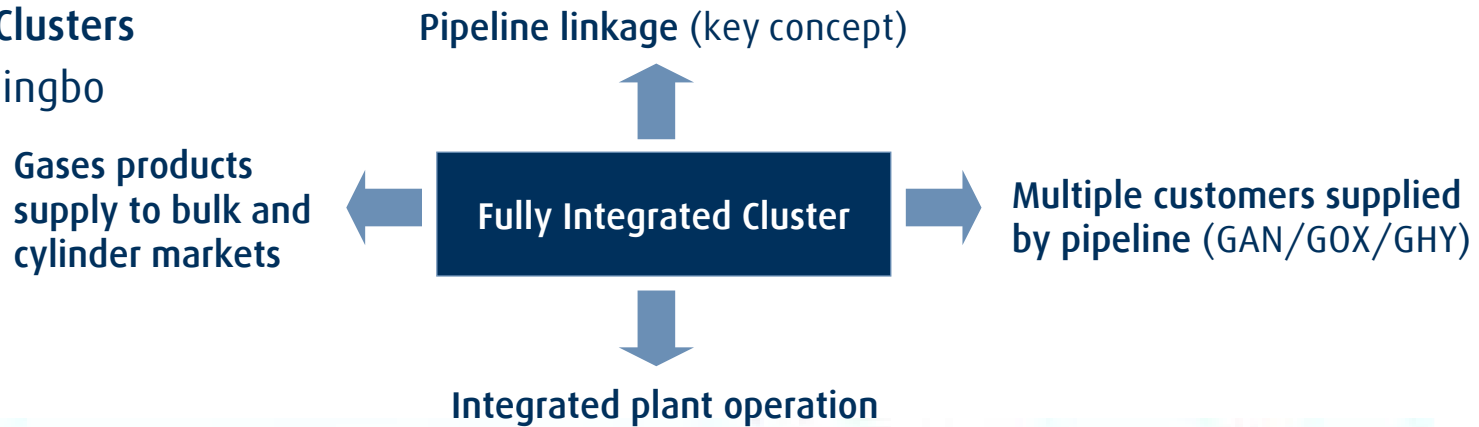 Clusters
ingbo
Pipeline linkage (key concept)
Gases products
supply to bulk and
cylinder markets
Fully Integrated Cluster
Multiple customers supplied
by pipeline (GAN/GOX/GHY)
Integrated plant operation